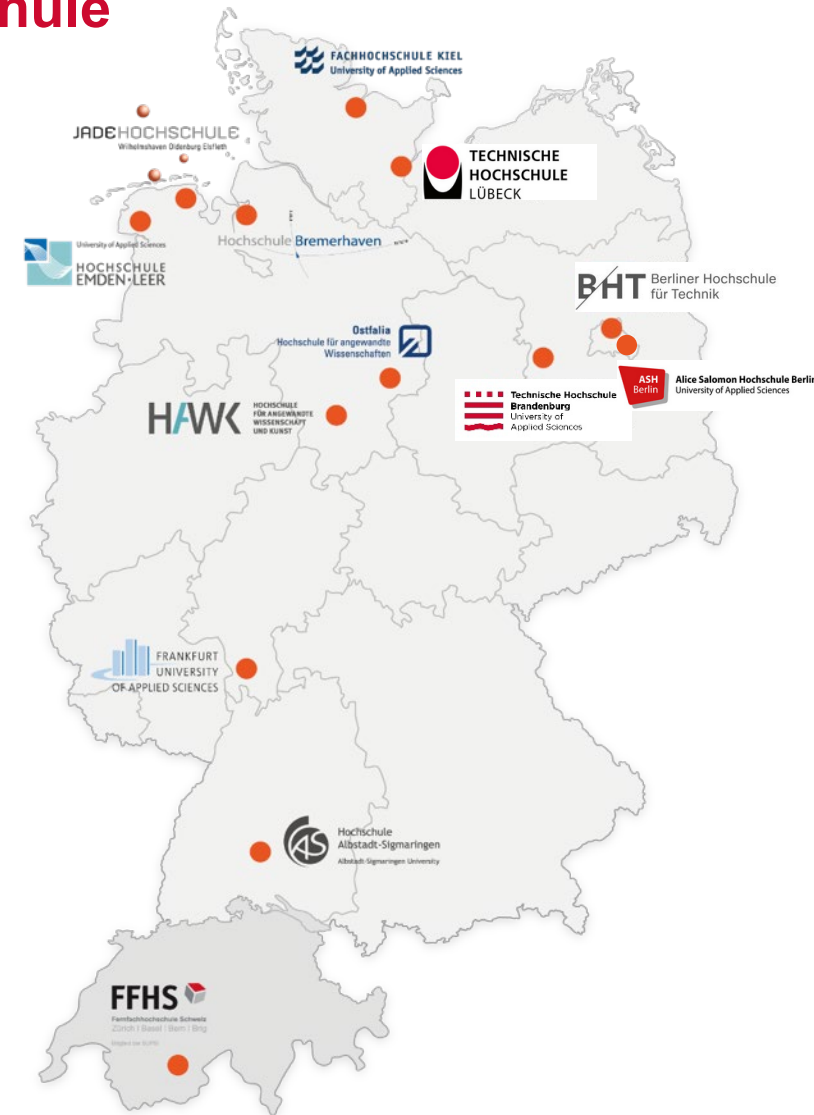 hule
FACHHOCHSCHULE KIEL
University of Applied Sciences
JADEHOCHSCHULE
Wilhelmshaven Oldenburg Elsfleth
TECHNISCHE
HOCHSCHULE
LÜBECK
Hochschule Bremerhaven
University of Applied Sciences
HOCHSCHULE
EMDEN·LEER
BHT Berliner Hochschule
für Technik
Ostfalia
Hochschule für angewandte
Wissenschaften
ASH
Berlin
Alice Salomon Hochschule Berlin
University of Applied Sciences
Technische Hochschule
Brandenburg
University of
Applied Sciences
HAWK
HOCHSCHULE
FÜR ANGEWANDTE
WISSENSCHAFT
UND KUNST
FRANKFURT
UNIVERSITY
OF APPLIED SCIENCES
AS
Hochschule
Albstadt-Sigmaringen
Albstadt-Sigmaringen University
FFHS
Fernfachhochschule Schweiz
Zürich | Basel | Bern | Brig